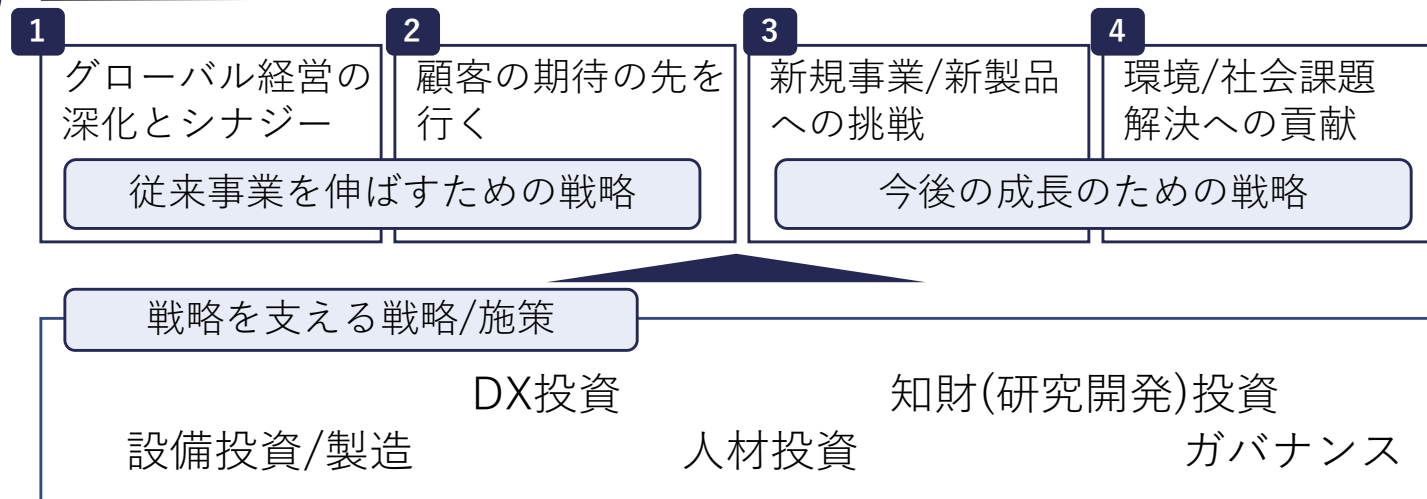 1
グローバル経営の
深化とシナジー
2
顧客の期待の先を
行く
従来事業を伸ばすための戦略
3
新規事業/新製品
への挑戦
4
環境/社会課題
解決への貢献
今後の成長のための戦略
戦略を支える戦略/施策
DX投資
知財(研究開発)投資
設備投資/製造
人材投資
ガバナンス